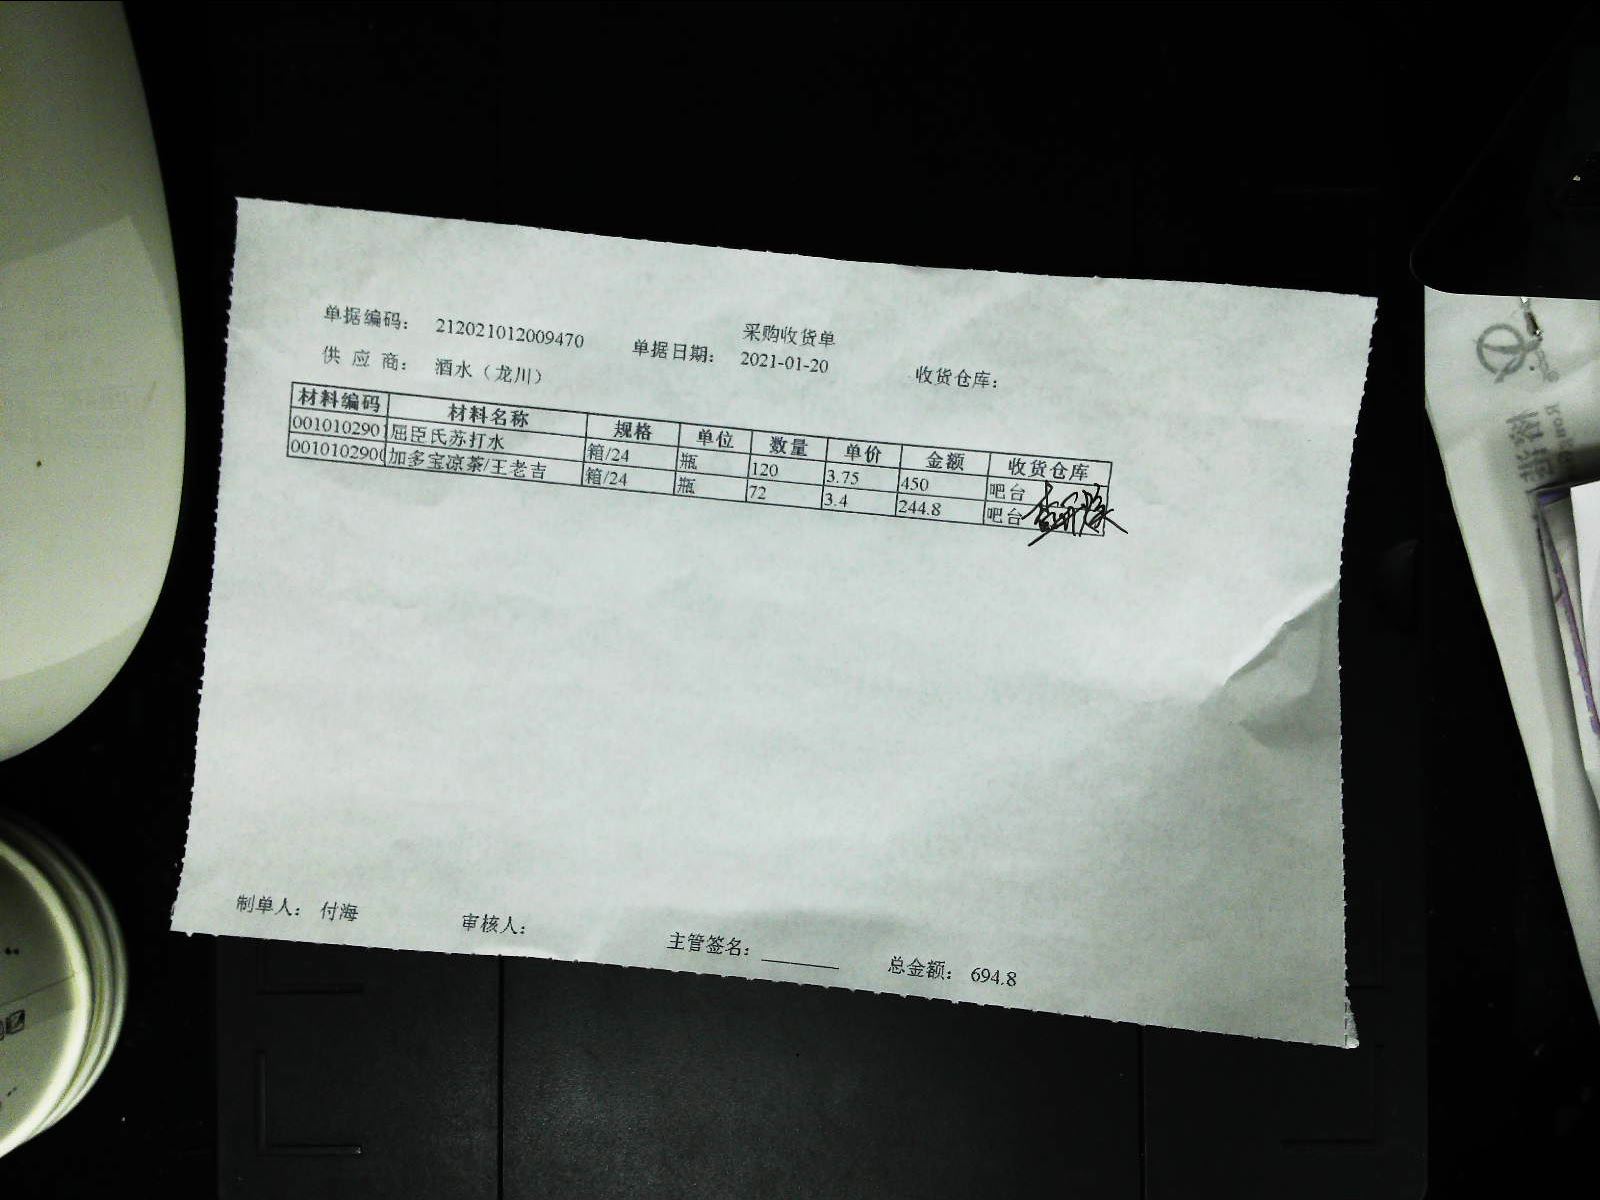 采购收货单
单据编码： 212021012009470 单据日期： 2021-01-20 收货仓库：
供 应 商： 酒水（龙川）
材料编码 材料名称 规格 单位 数量 单价 金额 收货仓库
001010290 屈臣氏苏打水 箱/24 瓶 120 3.75 450 吧台
0010102900 加多宝凉茶/王老吉 箱/24 瓶 72 3.4 244.8 吧台
制单人： 付海 审核人： 主管签名： 总金额： 694.8